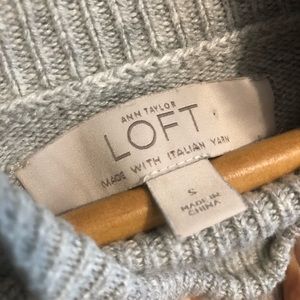 ANN TAYLOR
LOFT
MADE WITH ITALIAN YARN
S
MADE IN
CHINA